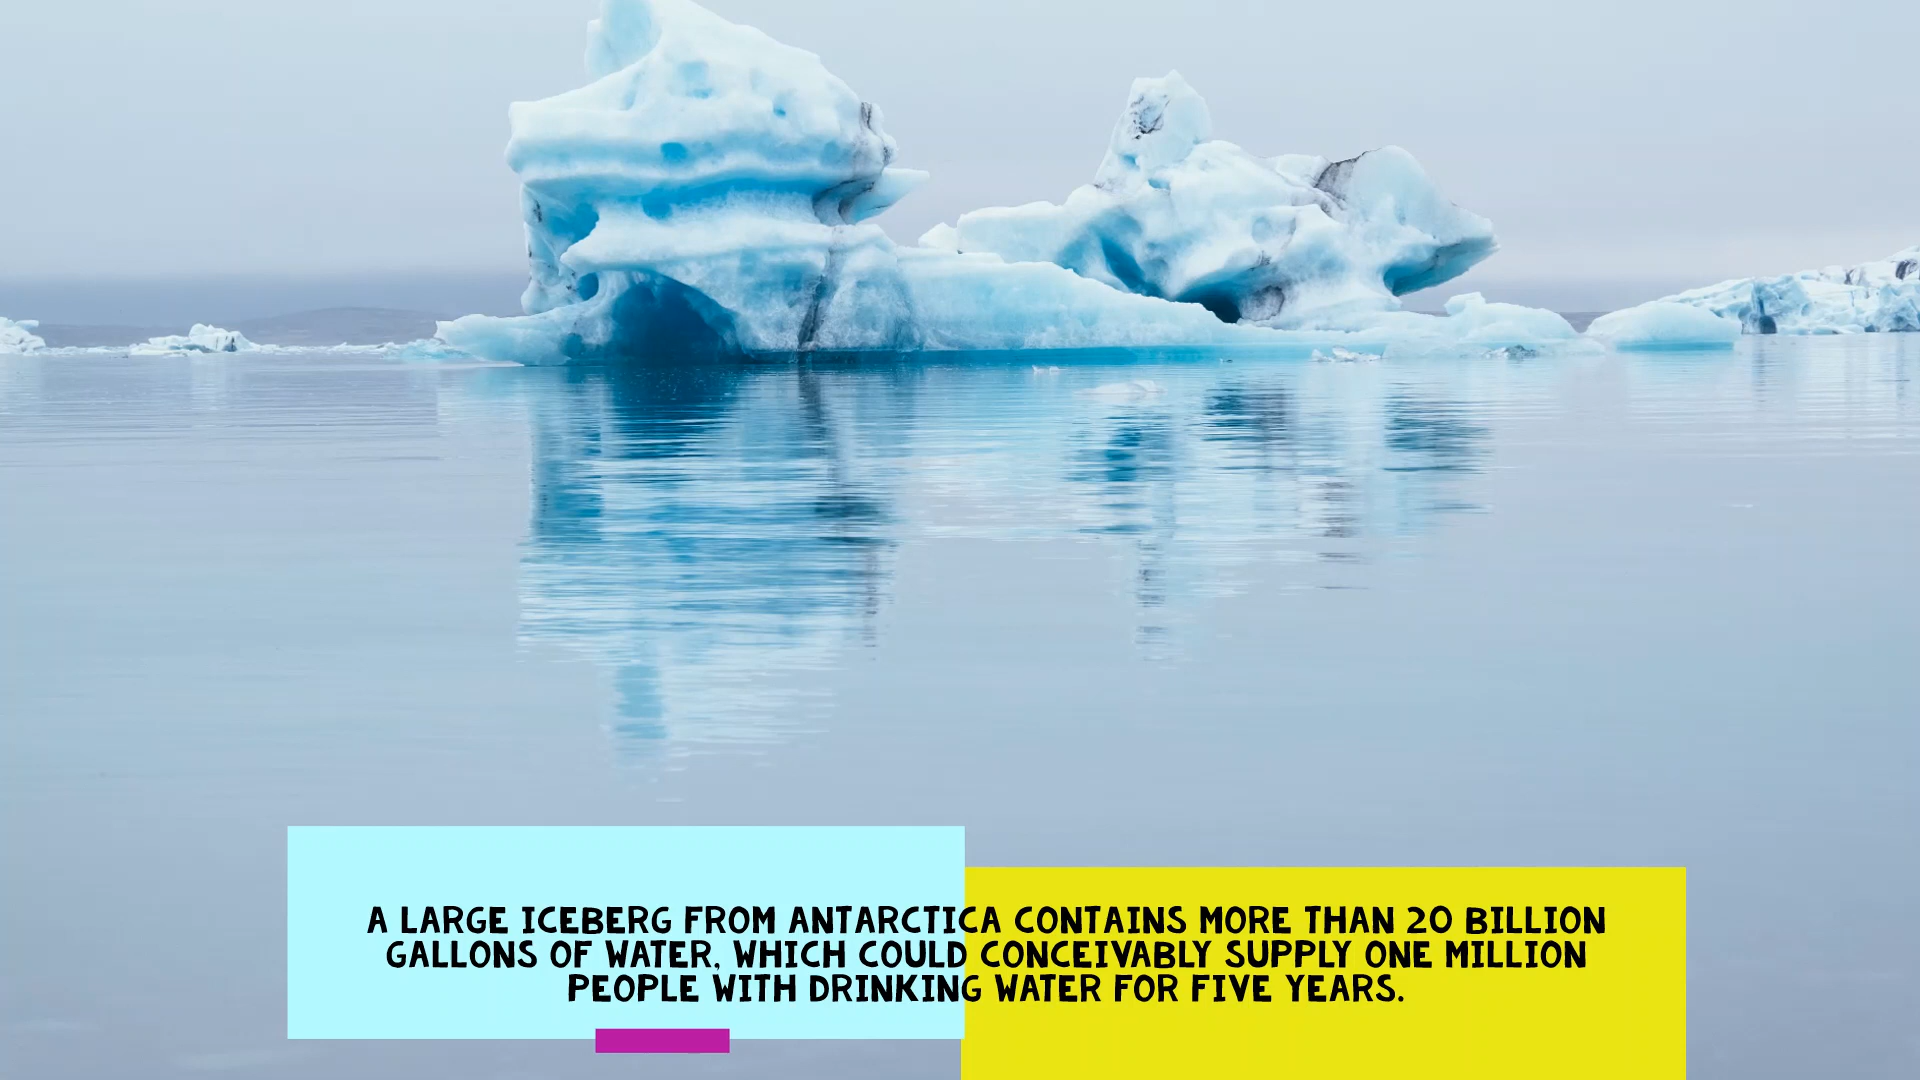 A LARGE ICEBERG FROM ANTARCTICA CONTAINS MORE THAN 20 BILLION
GALLONS OF WATER, WHICH COULD CONCEIVABLY SUPPLY ONE MILLION
PEOPLE WITH DRINKING WATER FOR FIVE YEARS.